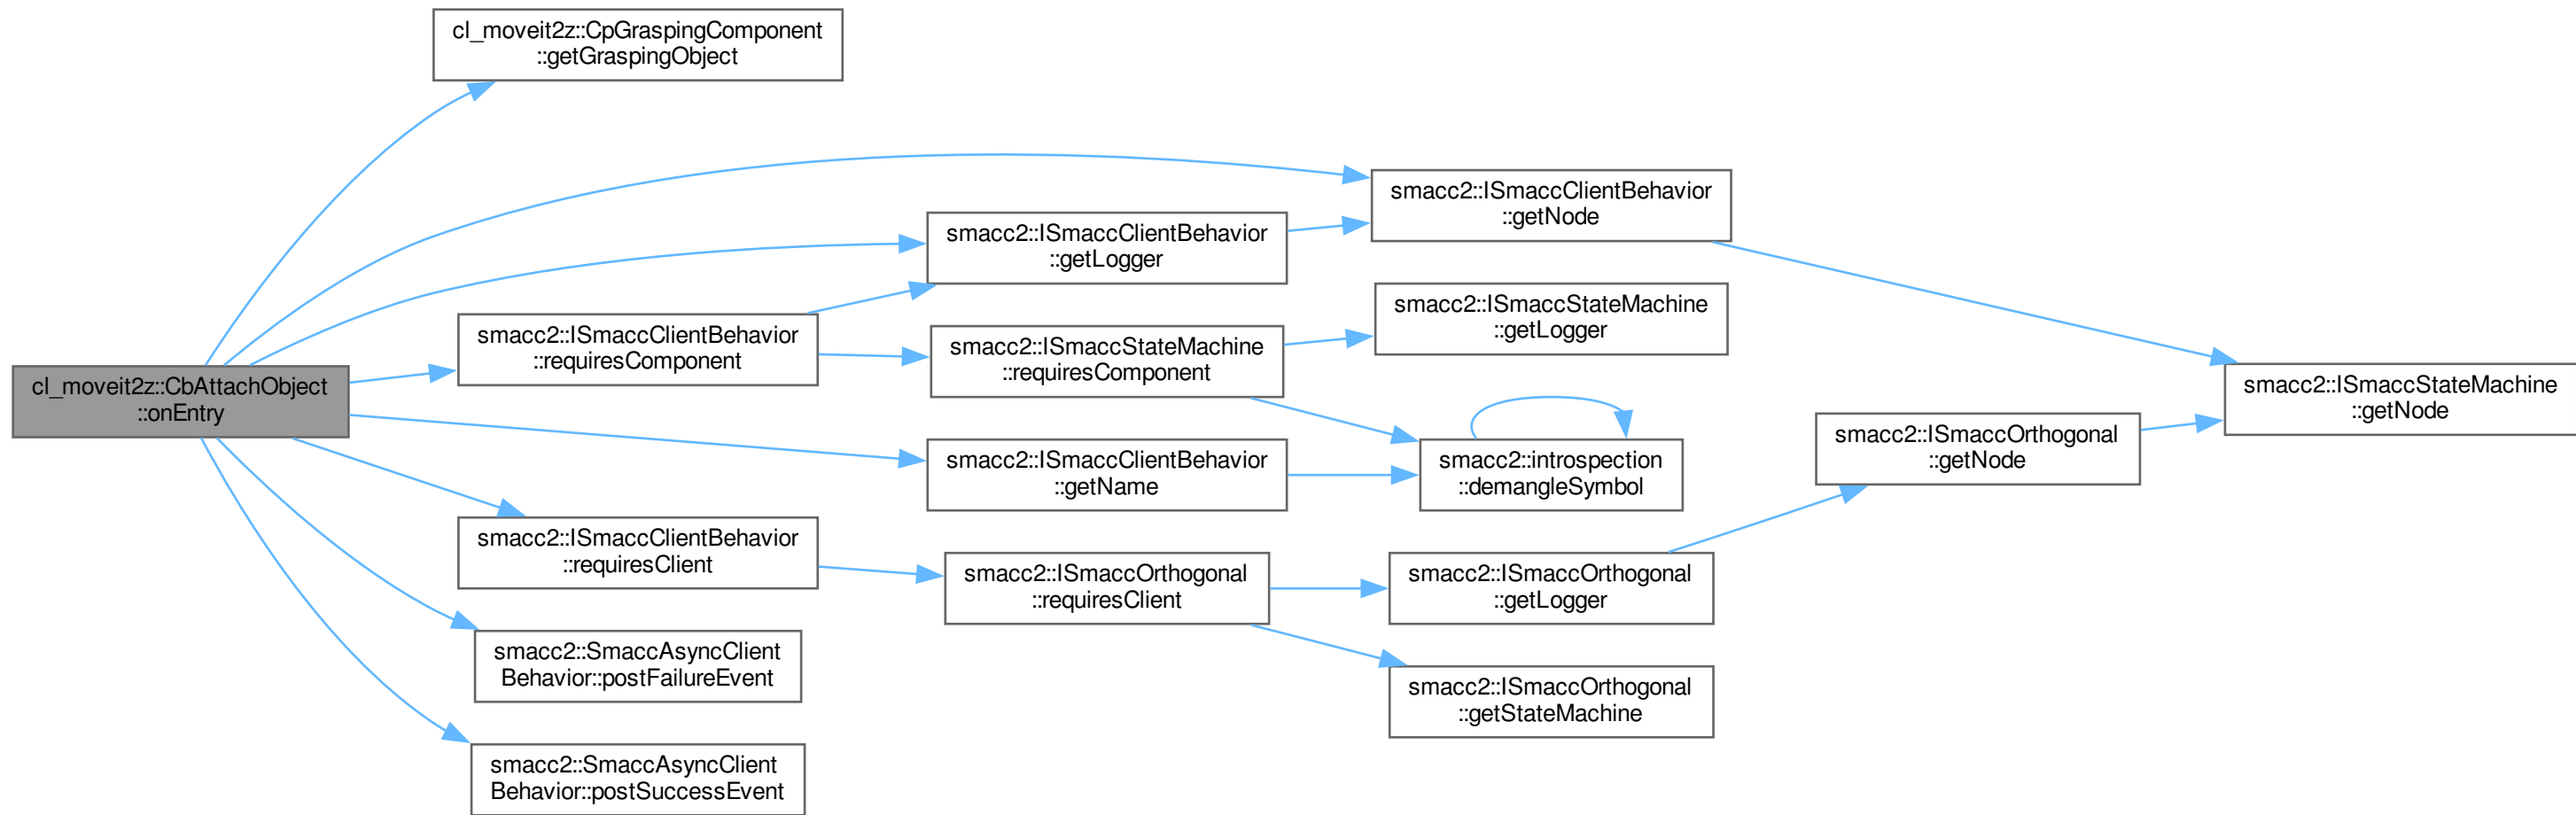 cl_moveit2z::CpGraspingComponent
::getGraspingObject
smacc2::ISmaccClientBehavior
::getNode
smacc2::ISmaccClientBehavior
::getLogger
smacc2::ISmaccStateMachine
::getLogger
smacc2::ISmaccClientBehavior
::requiresComponent
smacc2::ISmaccStateMachine
::requiresComponent
cl_moveit2z::CbAttachObject
::onEntry
smacc2::ISmaccStateMachine
::getNode
smacc2::ISmaccOrthogonal
::getNode
smacc2::ISmaccClientBehavior
::getName
smacc2::introspection
::demangleSymbol
smacc2::ISmaccClientBehavior
::requiresClient
smacc2::ISmaccOrthogonal
::requiresClient
smacc2::ISmaccOrthogonal
::getLogger
smacc2::SmaccAsyncClient
Behavior::postFailureEvent
smacc2::ISmaccOrthogonal
::getStateMachine
smacc2::SmaccAsyncClient
Behavior::postSuccessEvent